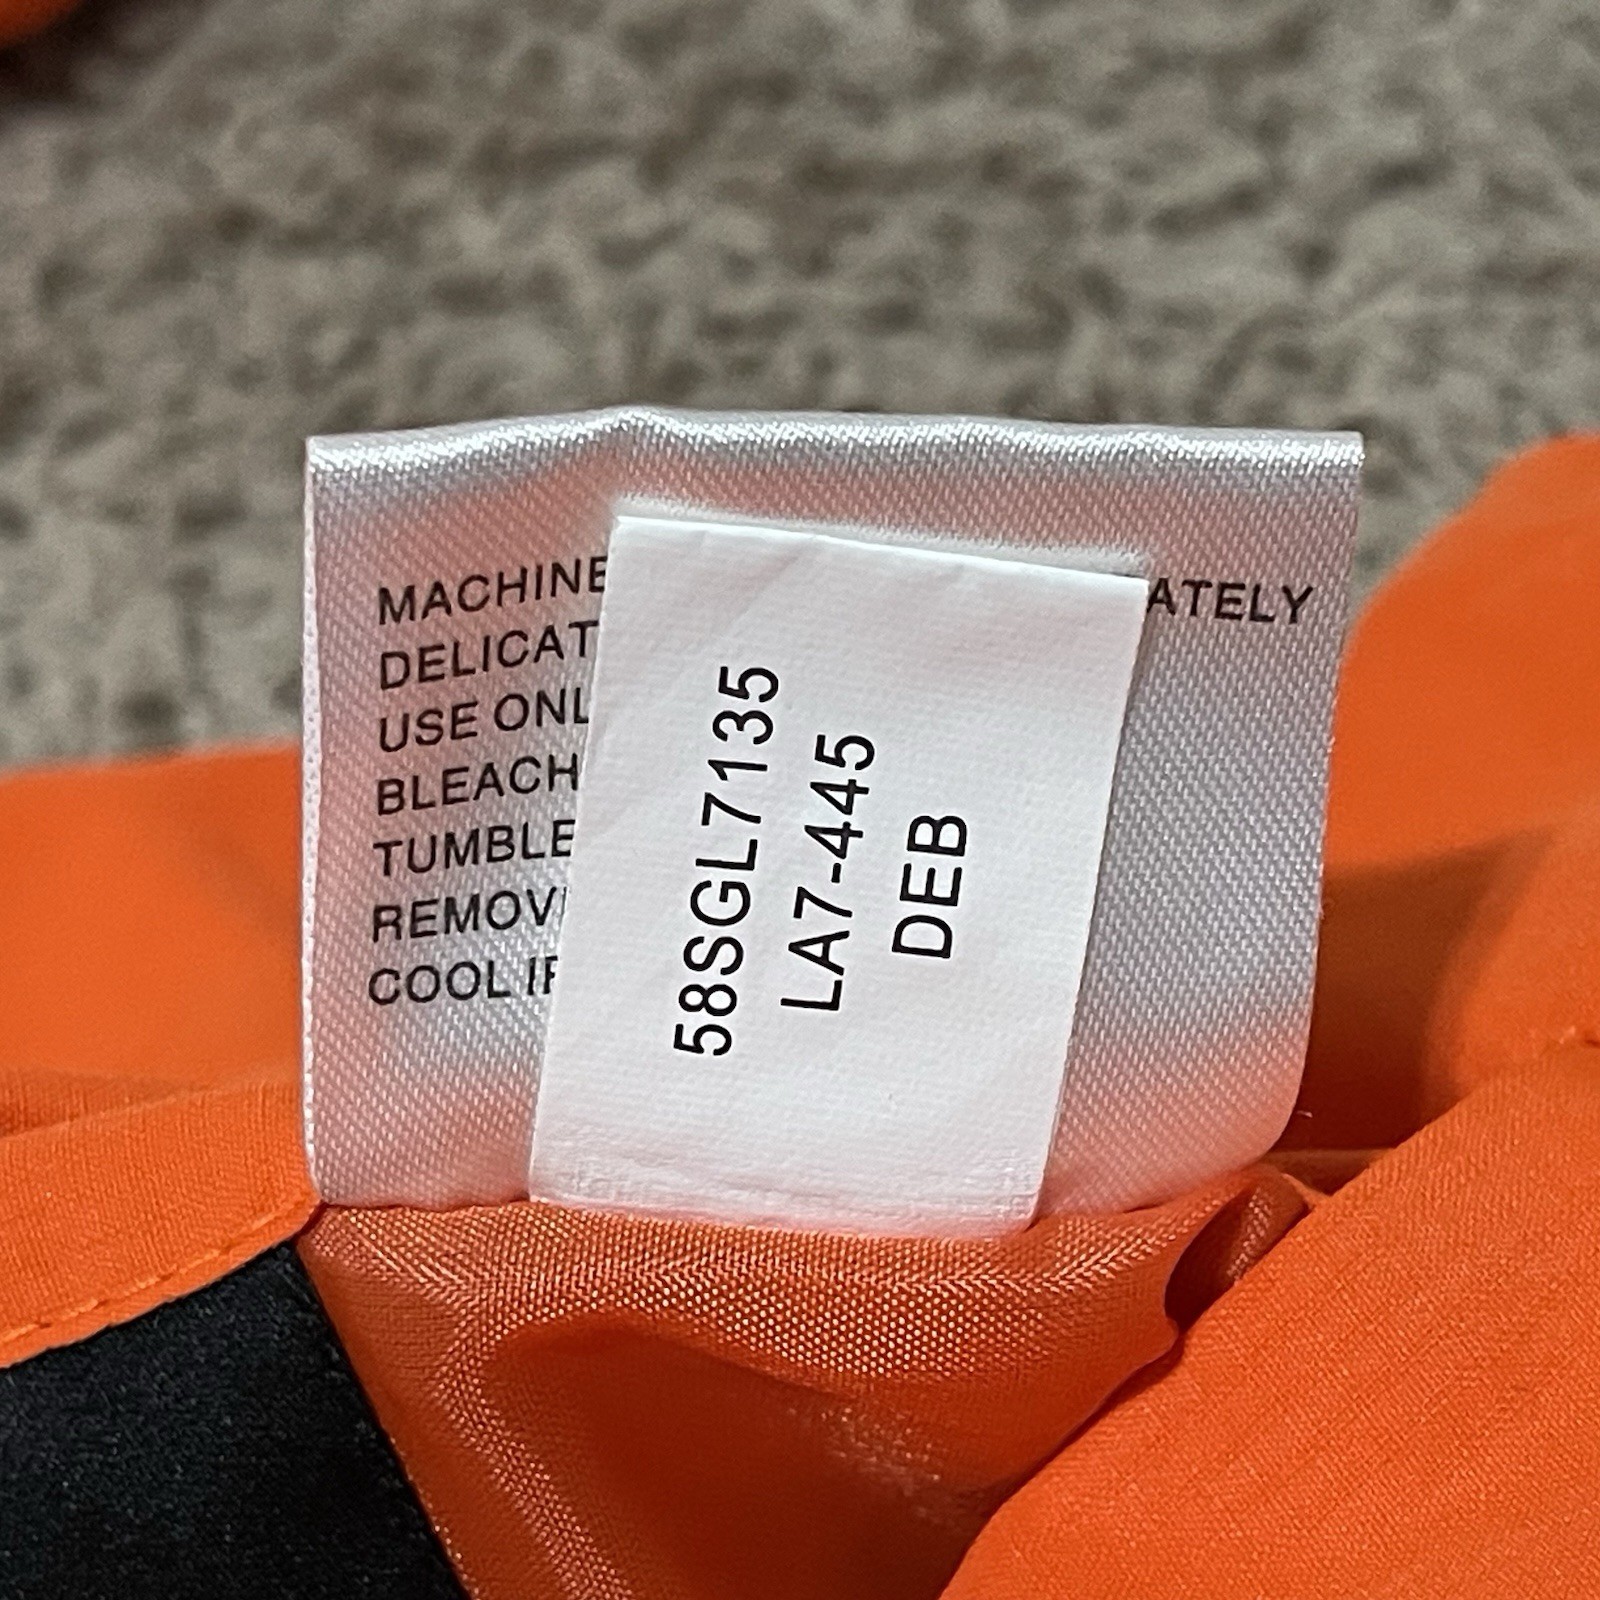 MACHINE ATELY
DELICAT
USE ONL
BLEACH
TUMBLE
REMOV
COOL
58SGL7135
LA7-445
DEB